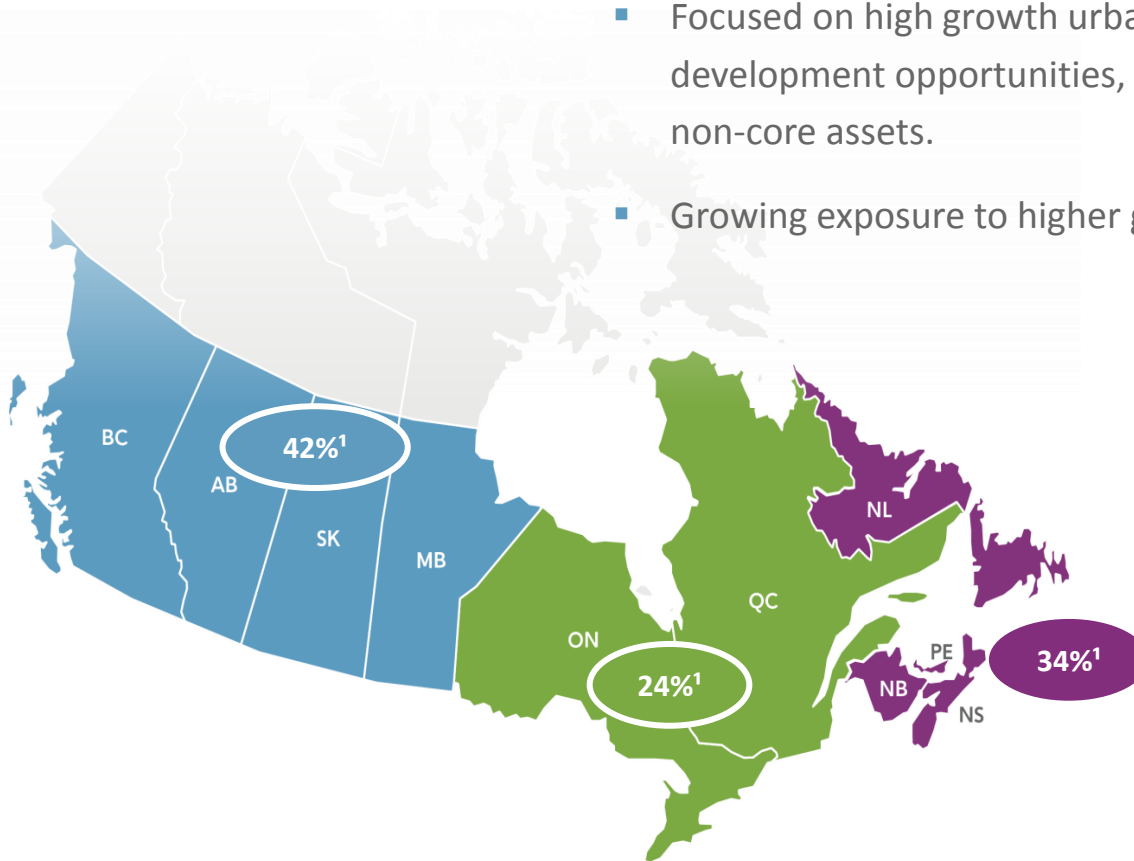 Focused on high growth urba
development opportunities,
non-core assets.
Growing exposure to higher g
BC
AB
42%¹
SK
MB
ON
24%¹
QC
NL
PE
NB
NS
34%¹